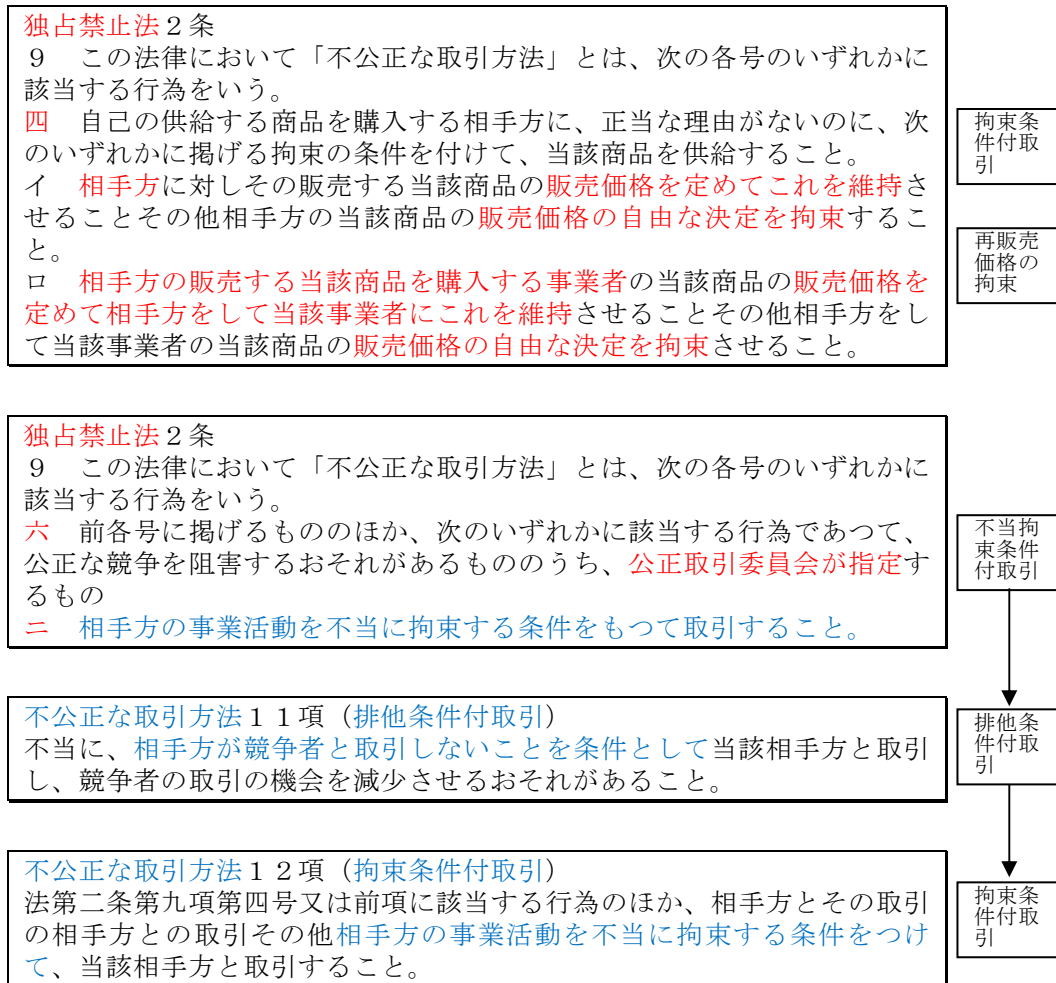 独占禁止法２条
９　この法律において「不公正な取引方法」とは、次の各号のいずれかに
該当する行為をいう。
四　自己の供給する商品を購入する相手方に、正当な理由がないのに、次
のいずれかに掲げる拘束の条件を付けて、当該商品を供給すること。
イ　相手方に対しその販売する当該商品の販売価格を定めてこれを維持さ
せることその他相手方の当該商品の販売価格の自由な決定を拘束するこ
と。
ロ　相手方の販売する当該商品を購入する事業者の当該商品の販売価格を
定めて相手方をして当該事業者にこれを維持させることその他相手方をし
て当該事業者の当該商品の販売価格の自由な決定を拘束させること。
拘束条
件付取
引
再販売
価格の
拘束
独占禁止法２条
９　この法律において「不公正な取引方法」とは、次の各号のいずれかに
該当する行為をいう。
六　前各号に掲げるもののほか、次のいずれかに該当する行為であつて、
公正な競争を阻害するおそれがあるもののうち、公正取引委員会が指定す
るもの
ニ　相手方の事業活動を不当に拘束する条件をもつて取引すること。
不当拘
束条件
付取引
不公正な取引方法１１項（排他条件付取引）
不当に、相手方が競争者と取引しないことを条件として当該相手方と取引
し、競争者の取引の機会を減少させるおそれがあること。
排他条
件付取
引
不公正な取引方法１２項（拘束条件付取引）
法第二条第九項第四号又は前項に該当する行為のほか、相手方とその取引
の相手方との取引その他相手方の事業活動を不当に拘束する条件をつけ
て、当該相手方と取引すること。
拘束条
件付取
引